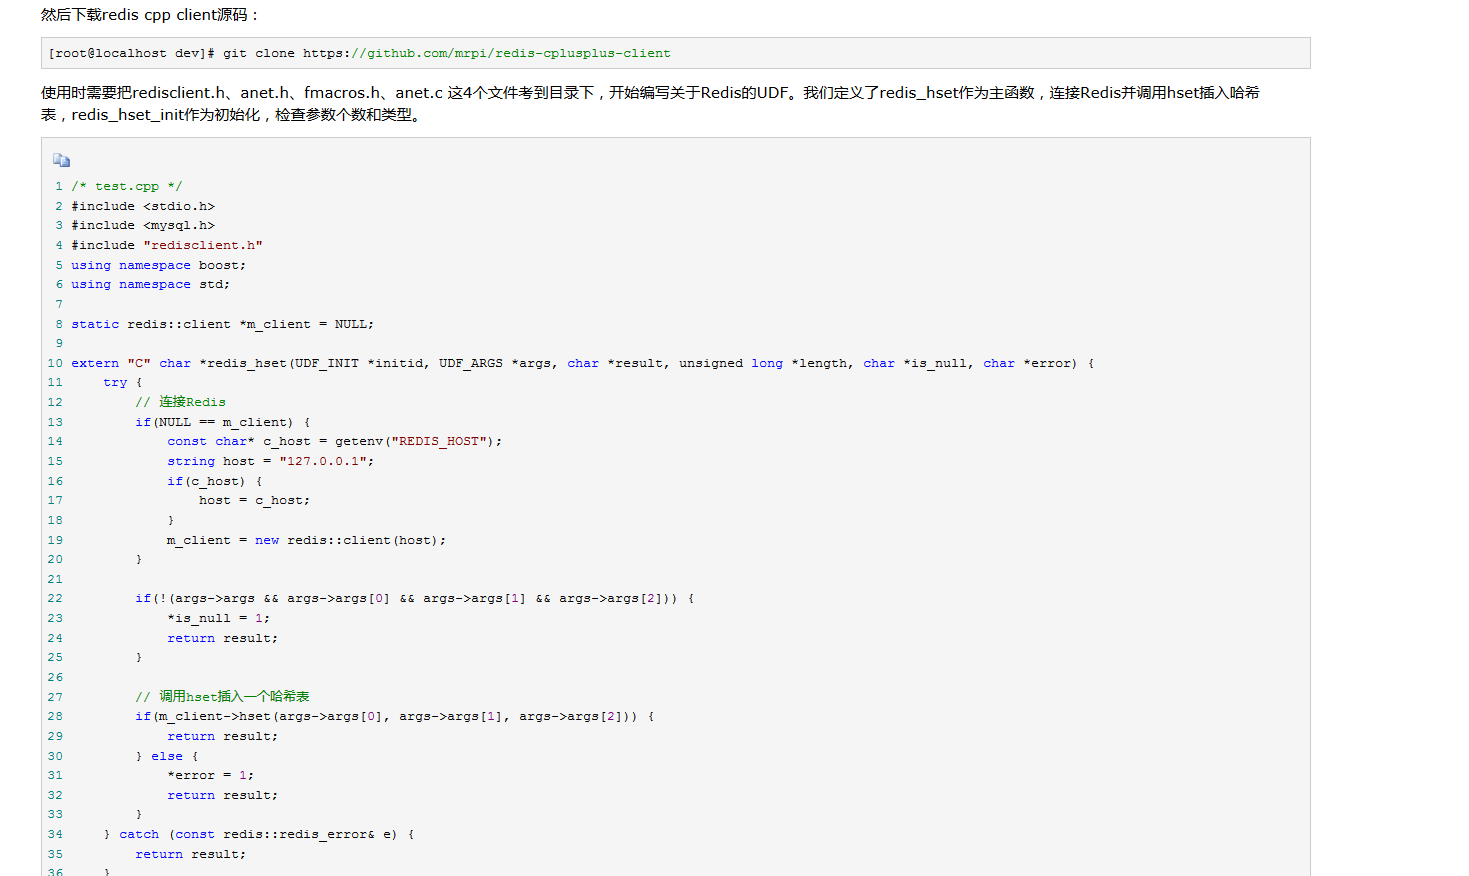 然后下载redis cpp client源码：
[root@localhost dev]# git clone https://github.com/mrpi/redis-cplusplus-client
使用时需要把redisclient.h、anet.h、fmacros.h、anet.c 这4个文件考到目录下，开始编写关于Redis的UDF。我们定义了redis_hset作为主函数，连接Redis并调用hset插入哈希
表，redis_hset_init作为初始化，检查参数个数和类型。
1 /* test.cpp */
2 #include <stdio.h>
3 #include <mysql.h>
4 #include "redisclient.h"
5 using namespace boost;
6 using namespace std;
7
8 static redis::client *m_client = NULL;
9
10 extern "C" char *redis_hset(UDF_INIT *initid, UDF_ARGS *args, char *result, unsigned long *length, char *is_null, char *error) {
11     try {
12         // 连接Redis
13         if(NULL == m_client) {
14             const char* c_host = getenv("REDIS_HOST");
15             string host = "127.0.0.1";
16             if(c_host) {
17                 host = c_host;
18             }
19             m_client = new redis::client(host);
20         }
21
22         if(!(args->args && args->args[0] && args->args[1] && args->args[2])) {
23             *is_null = 1;
24             return result;
25         }
26
27         // 调用hset插入一个哈希表
28         if(m_client->hset(args->args[0], args->args[1], args->args[2])) {
29             return result;
30         } else {
31             *error = 1;
32             return result;
33         }
34     } catch (const redis::redis_error& e) {
35         return result;
36     }